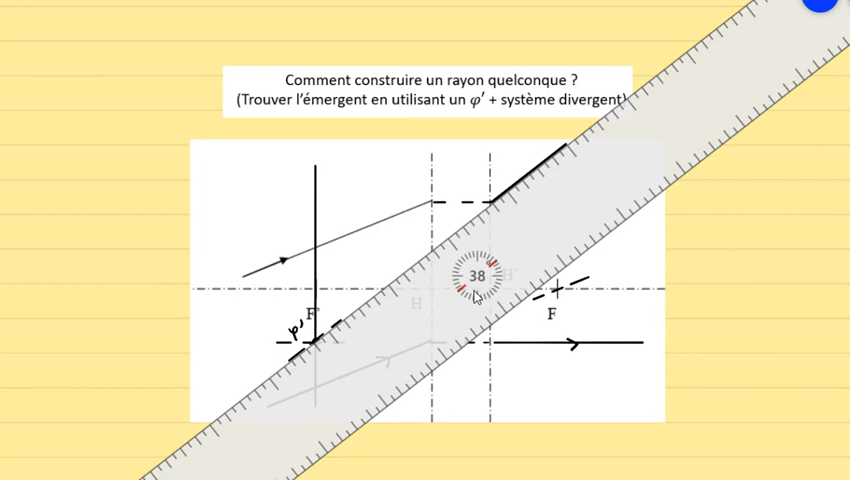 Comment construire un rayon quelconque ?
(Trouver l’émergent en utilisant un φ′ + système divergent)
38
H'
H
F'
F
φ'